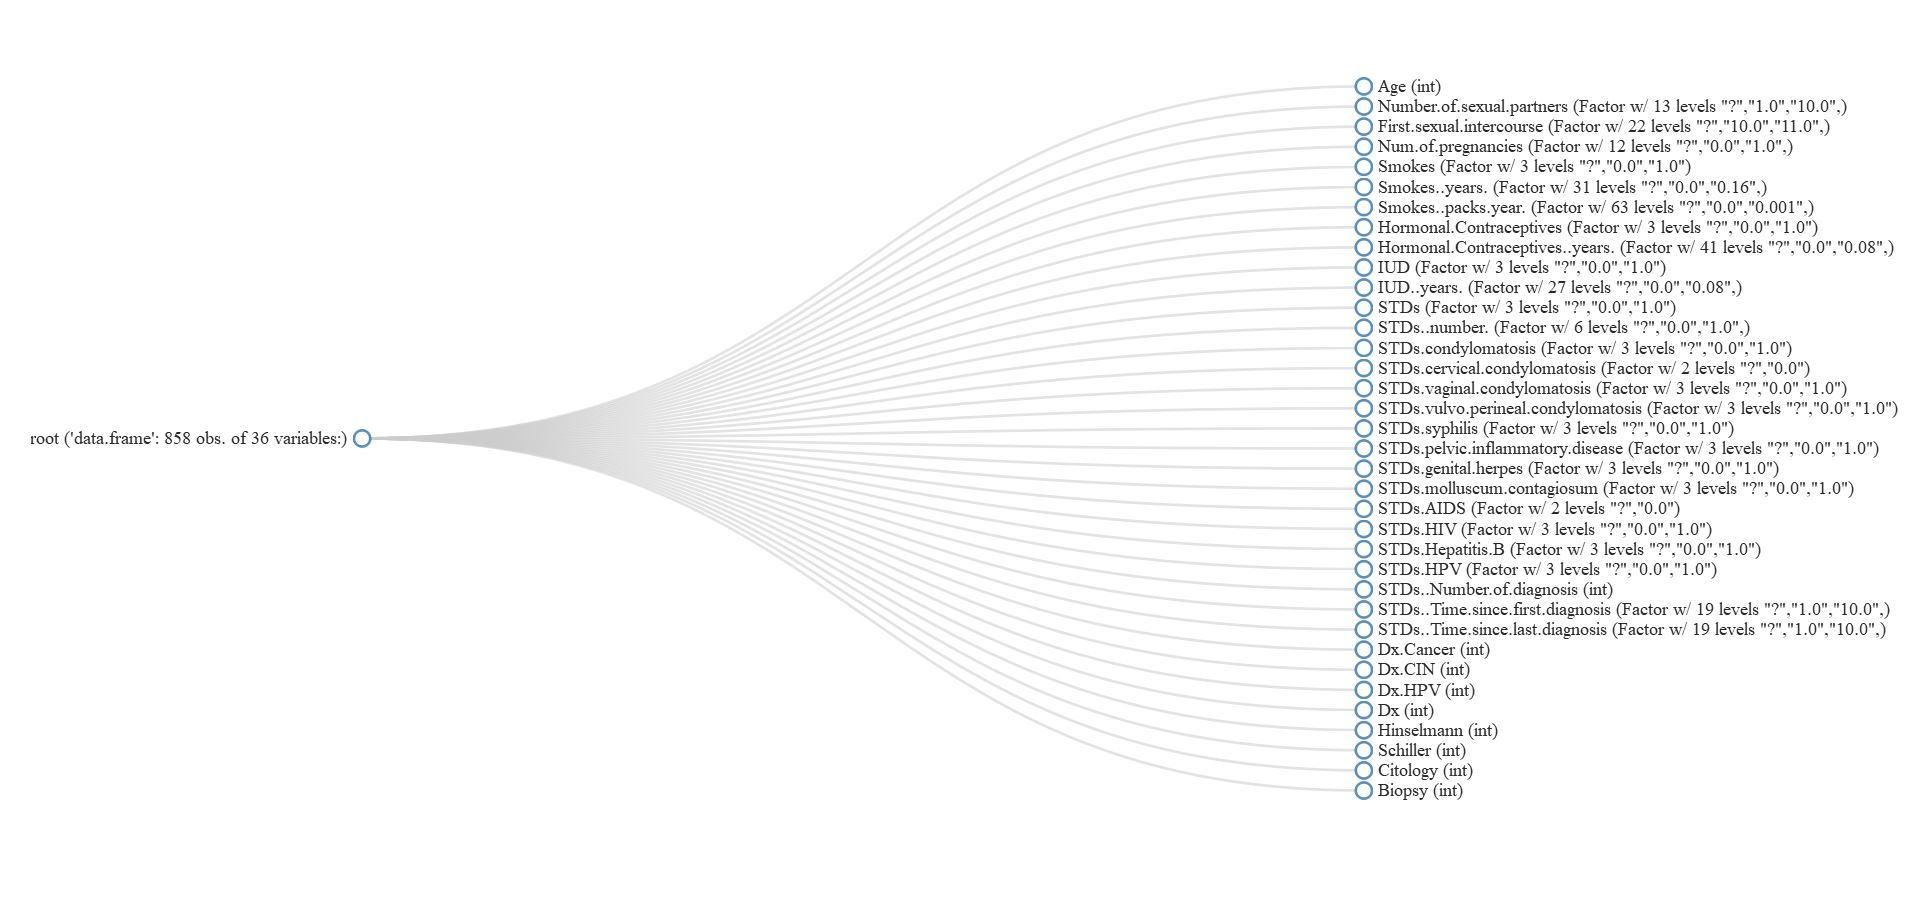 root ('data.frame': 858 obs. of 36 variables:)
Age (int)
Number.of.sexual.partners (Factor w/ 13 levels "?","1.0","10.0",)
First.sexual.intercourse (Factor w/ 22 levels "?","10.0","11.0",)
Num.of.pregnancies (Factor w/ 12 levels "?","0.0","1.0",)
Smokes (Factor w/ 3 levels "?","0.0","1.0")
Smokes..years. (Factor w/ 31 levels "?","0.0","0.16",)
Smokes..packs.year. (Factor w/ 63 levels "?","0.0","0.001",)
Hormonal.Contraceptives (Factor w/ 3 levels "?","0.0","1.0")
Hormonal.Contraceptives..years. (Factor w/ 41 levels "?","0.0","0.08",)
IUD (Factor w/ 3 levels "?","0.0","1.0")
IUD..years. (Factor w/ 27 levels "?","0.0","0.08",)
STDs (Factor w/ 3 levels "?","0.0","1.0")
STDs..number. (Factor w/ 6 levels "?","0.0","1.0",)
STDs.condylomatosis (Factor w/ 3 levels "?","0.0","1.0")
STDs.cervical.condylomatosis (Factor w/ 2 levels "?","0.0")
STDs.vaginal.condylomatosis (Factor w/ 3 levels "?","0.0","1.0")
STDs.vulvo.perineal.condylomatosis (Factor w/ 3 levels "?","0.0","1.0")
STDs.syphilis (Factor w/ 3 levels "?","0.0","1.0")
STDs.pelvic.inflammatory.disease (Factor w/ 3 levels "?","0.0","1.0")
STDs.genital.herpes (Factor w/ 3 levels "?","0.0","1.0")
STDs.molluscum.contagiosum (Factor w/ 3 levels "?","0.0","1.0")
STDs.AIDS (Factor w/ 2 levels "?","0.0")
STDs.HIV (Factor w/ 3 levels "?","0.0","1.0")
STDs.Hepatitis.B (Factor w/ 3 levels "?","0.0","1.0")
STDs.HPV (Factor w/ 3 levels "?","0.0","1.0")
STDs..Number.of.diagnosis (int)
STDs..Time.since.first.diagnosis (Factor w/ 19 levels "?","1.0","10.0",)
STDs..Time.since.last.diagnosis (Factor w/ 19 levels "?","1.0","10.0",)
Dx.Cancer (int)
Dx.CIN (int)
Dx.HPV (int)
Dx (int)
Hinselmann (int)
Schiller (int)
Citology (int)
Biopsy (int)